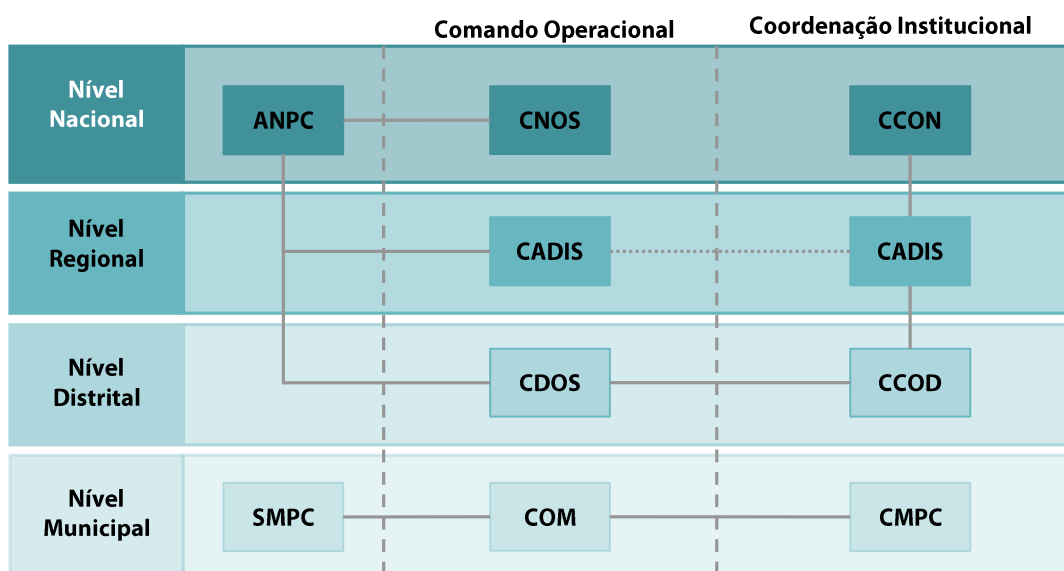 Comando Operacional
Coordenação Institucional
Nível
Nacional
ANPC
CNOS
CCON
Nível
Regional
CADIS
CADIS
Nível
Distrital
CDOS
CCOD
Nível
Municipal
SMPC
COM
CMPC